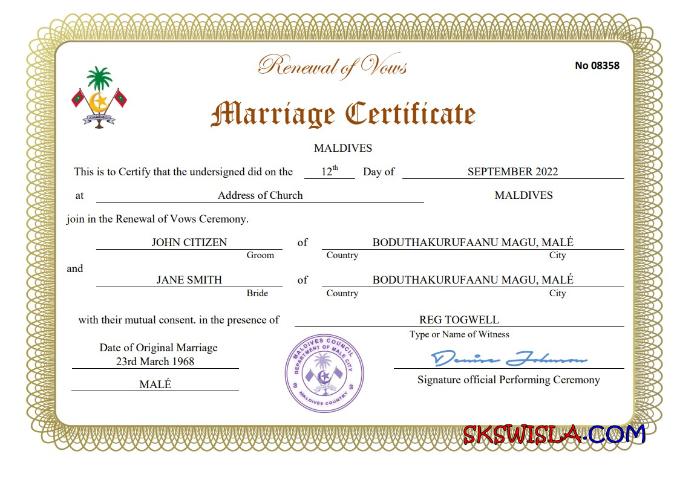 Renewal of Vows
No 08358
Marriage Certificate
MALDIVES
This is to Certify that the undersigned did on the 12th Day of SEPTEMBER 2022
at Address of Church MALDIVES
join in the Renewal of Vows Ceremony.
JOHN CITIZEN of BODUTHAKURUFAANU MAGU, MALÉ
Groom Country City
and
JANE SMITH of BODUTHAKURUFAANU MAGU, MALÉ
Bride Country City
with their mutual consent. in the presence of REG TOGWELL
Type or Name of Witness
Date of Original Marriage
23rd March 1968
MALÉ
MALDIVES COUNCIL
DEPARTMENT OF MALE CITY
MALDIVES COUNTRY
Denise Johnson
Signature official Performing Ceremony
SKSWISLA.COM